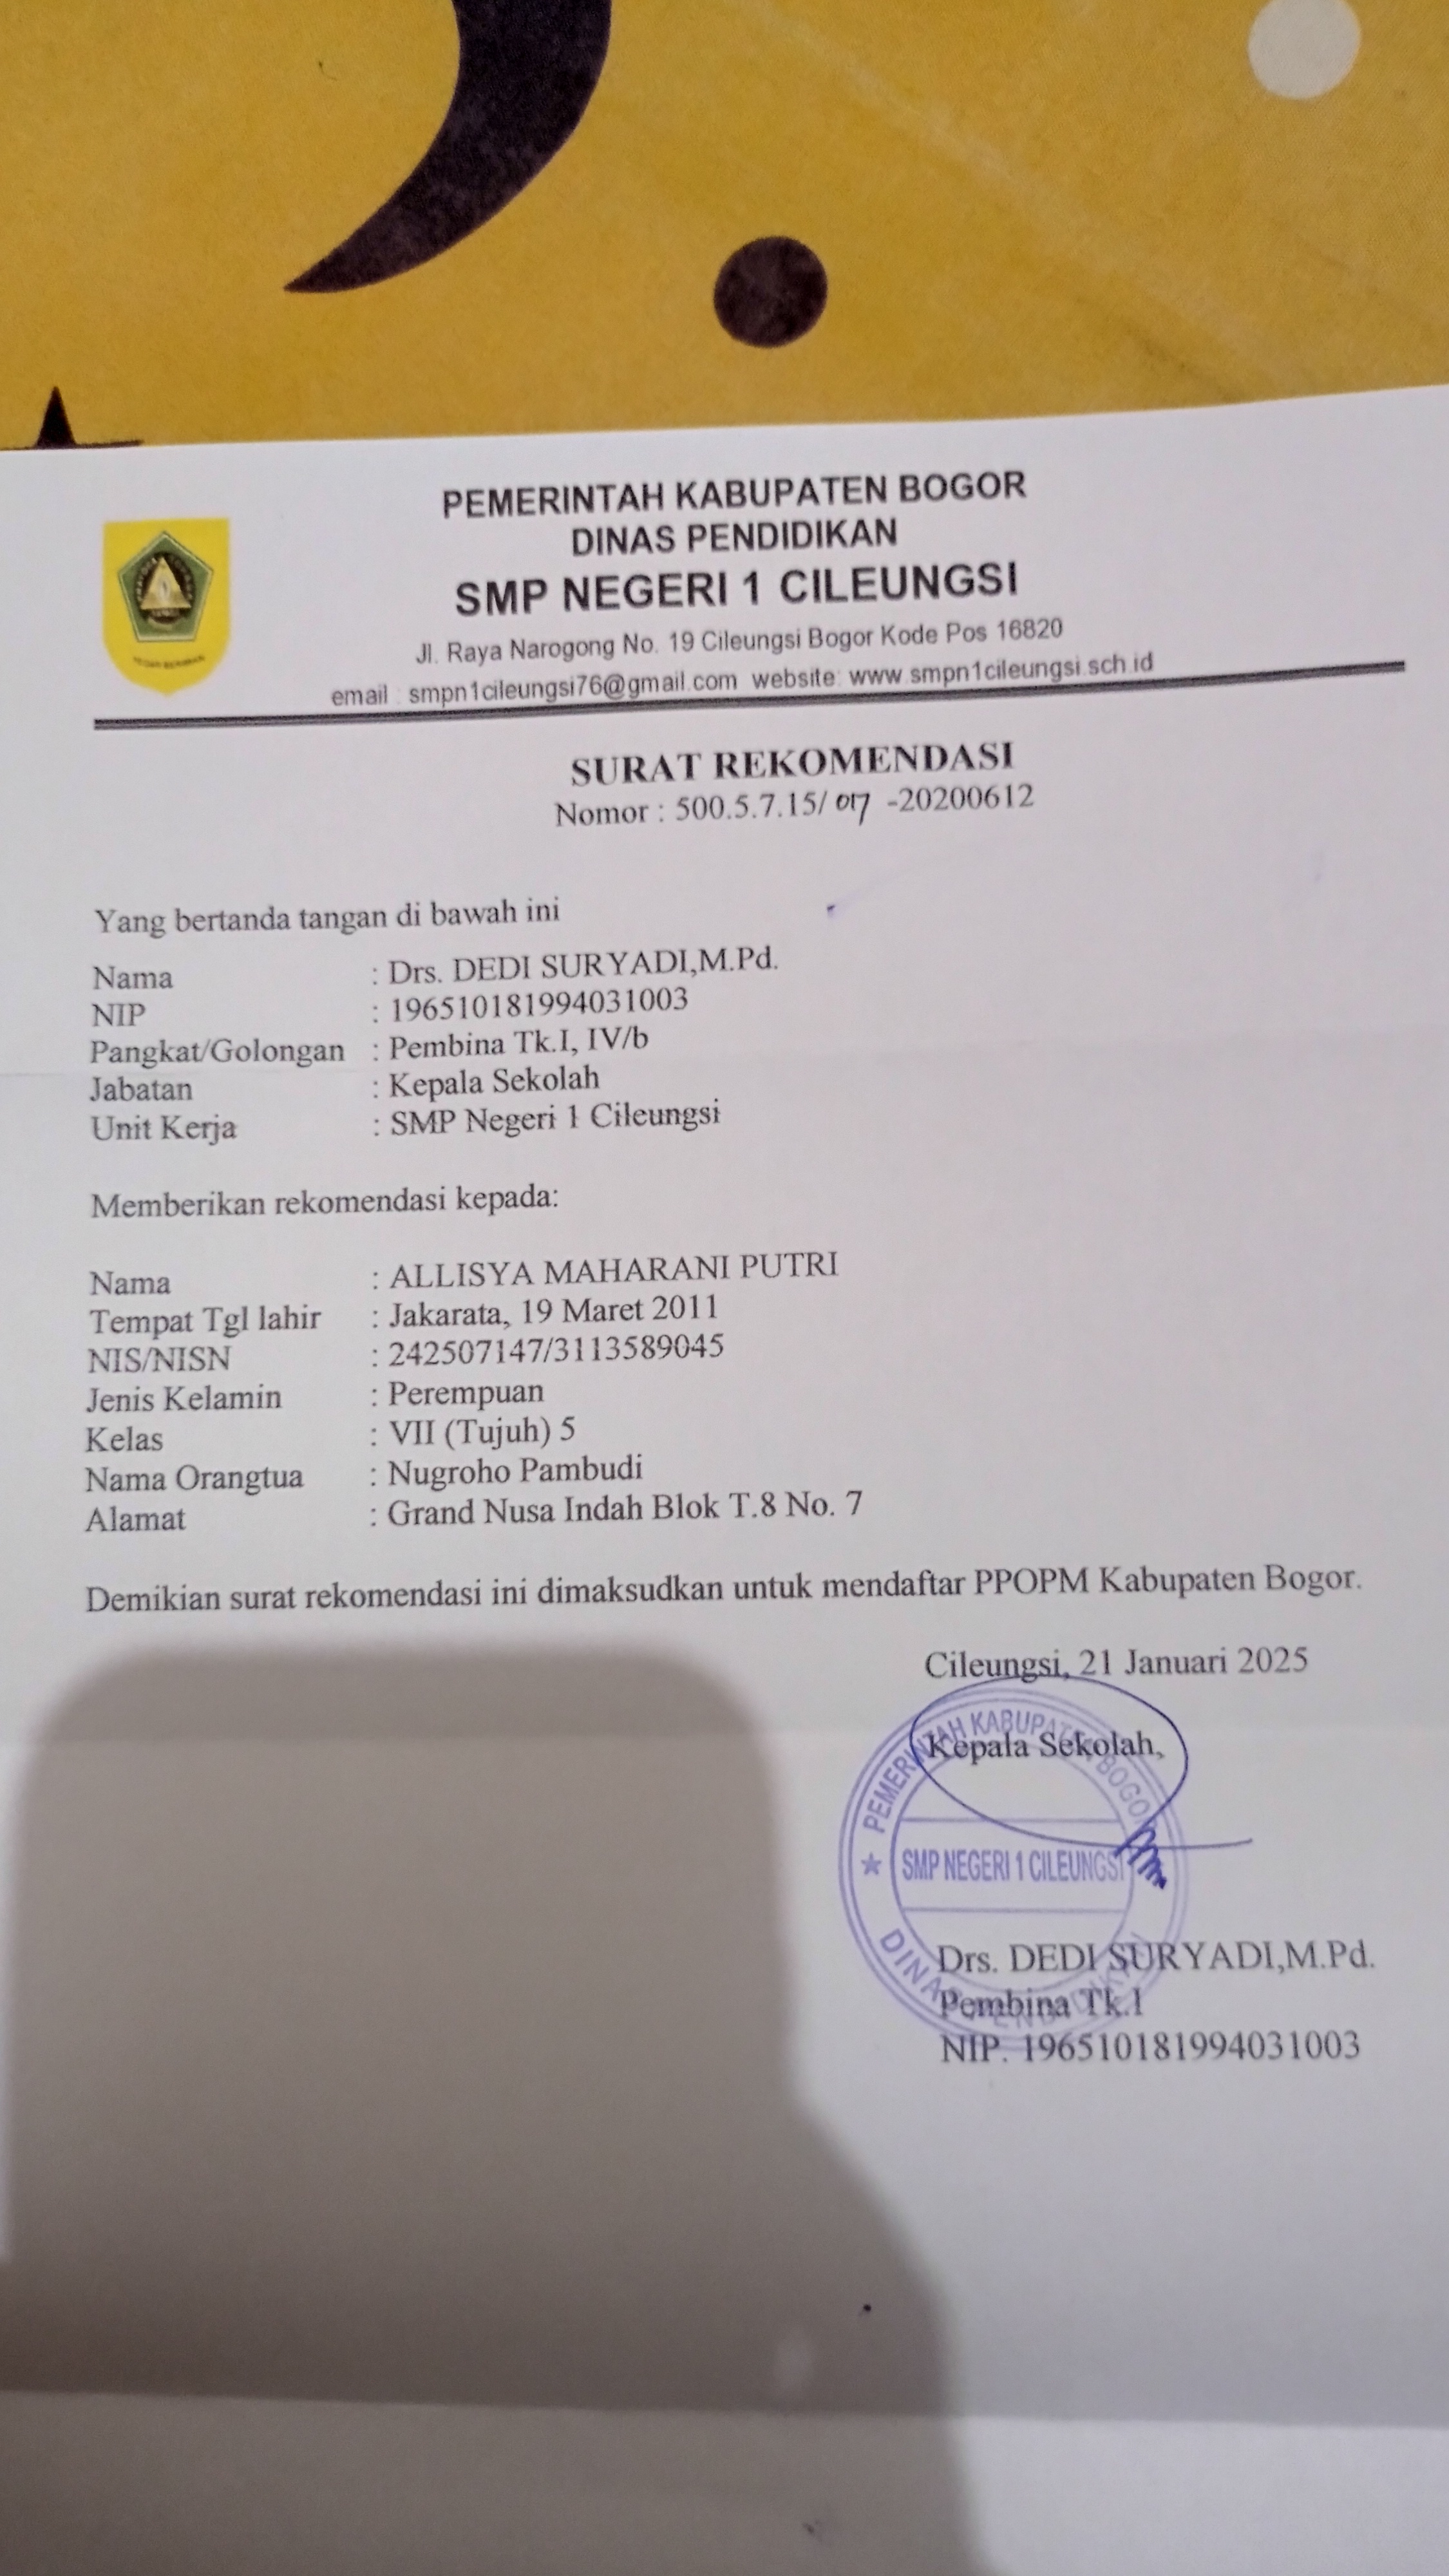 PEMERINTAH KABUPATEN BOGOR
DINAS PENDIDIKAN
SMP NEGERI 1 CILEUNGSI
Jl. Raya Narogong No. 19 Cileungsi Bogor Kode Pos 16820
email : smpn1cileungsi76@gmail.com website: www.smpn1cileungsi.sch.id
SURAT REKOMENDASI
Nomor : 500.5.7.15/ 017 -20200612
Yang bertanda tangan di bawah ini
Nama : Drs. DEDI SURYADI,M.Pd.
NIP : 196510181994031003
Pangkat/Golongan : Pembina Tk.I, IV/b
Jabatan : Kepala Sekolah
Unit Kerja : SMP Negeri 1 Cileungsi
Memberikan rekomendasi kepada:
Nama : ALLISYA MAHARANI PUTRI
Tempat Tgl lahir : Jakarata, 19 Maret 2011
NIS/NISN : 242507147/3113589045
Jenis Kelamin : Perempuan
Kelas : VII (Tujuh) 5
Nama Orangtua : Nugroho Pambudi
Alamat : Grand Nusa Indah Blok T.8 No. 7
Demikian surat rekomendasi ini dimaksudkan untuk mendaftar PPOPM Kabupaten Bogor.
Cileungsi, 21 Januari 2025
Kepala Sekolah,
PEMERINTAH KABUPATEN BOGOR
SMP NEGERI 1 CILEUNGSI
DINAS PENDIDIKAN
Drs. DEDI SURYADI,M.Pd.
Pembina Tk.I
NIP. 196510181994031003